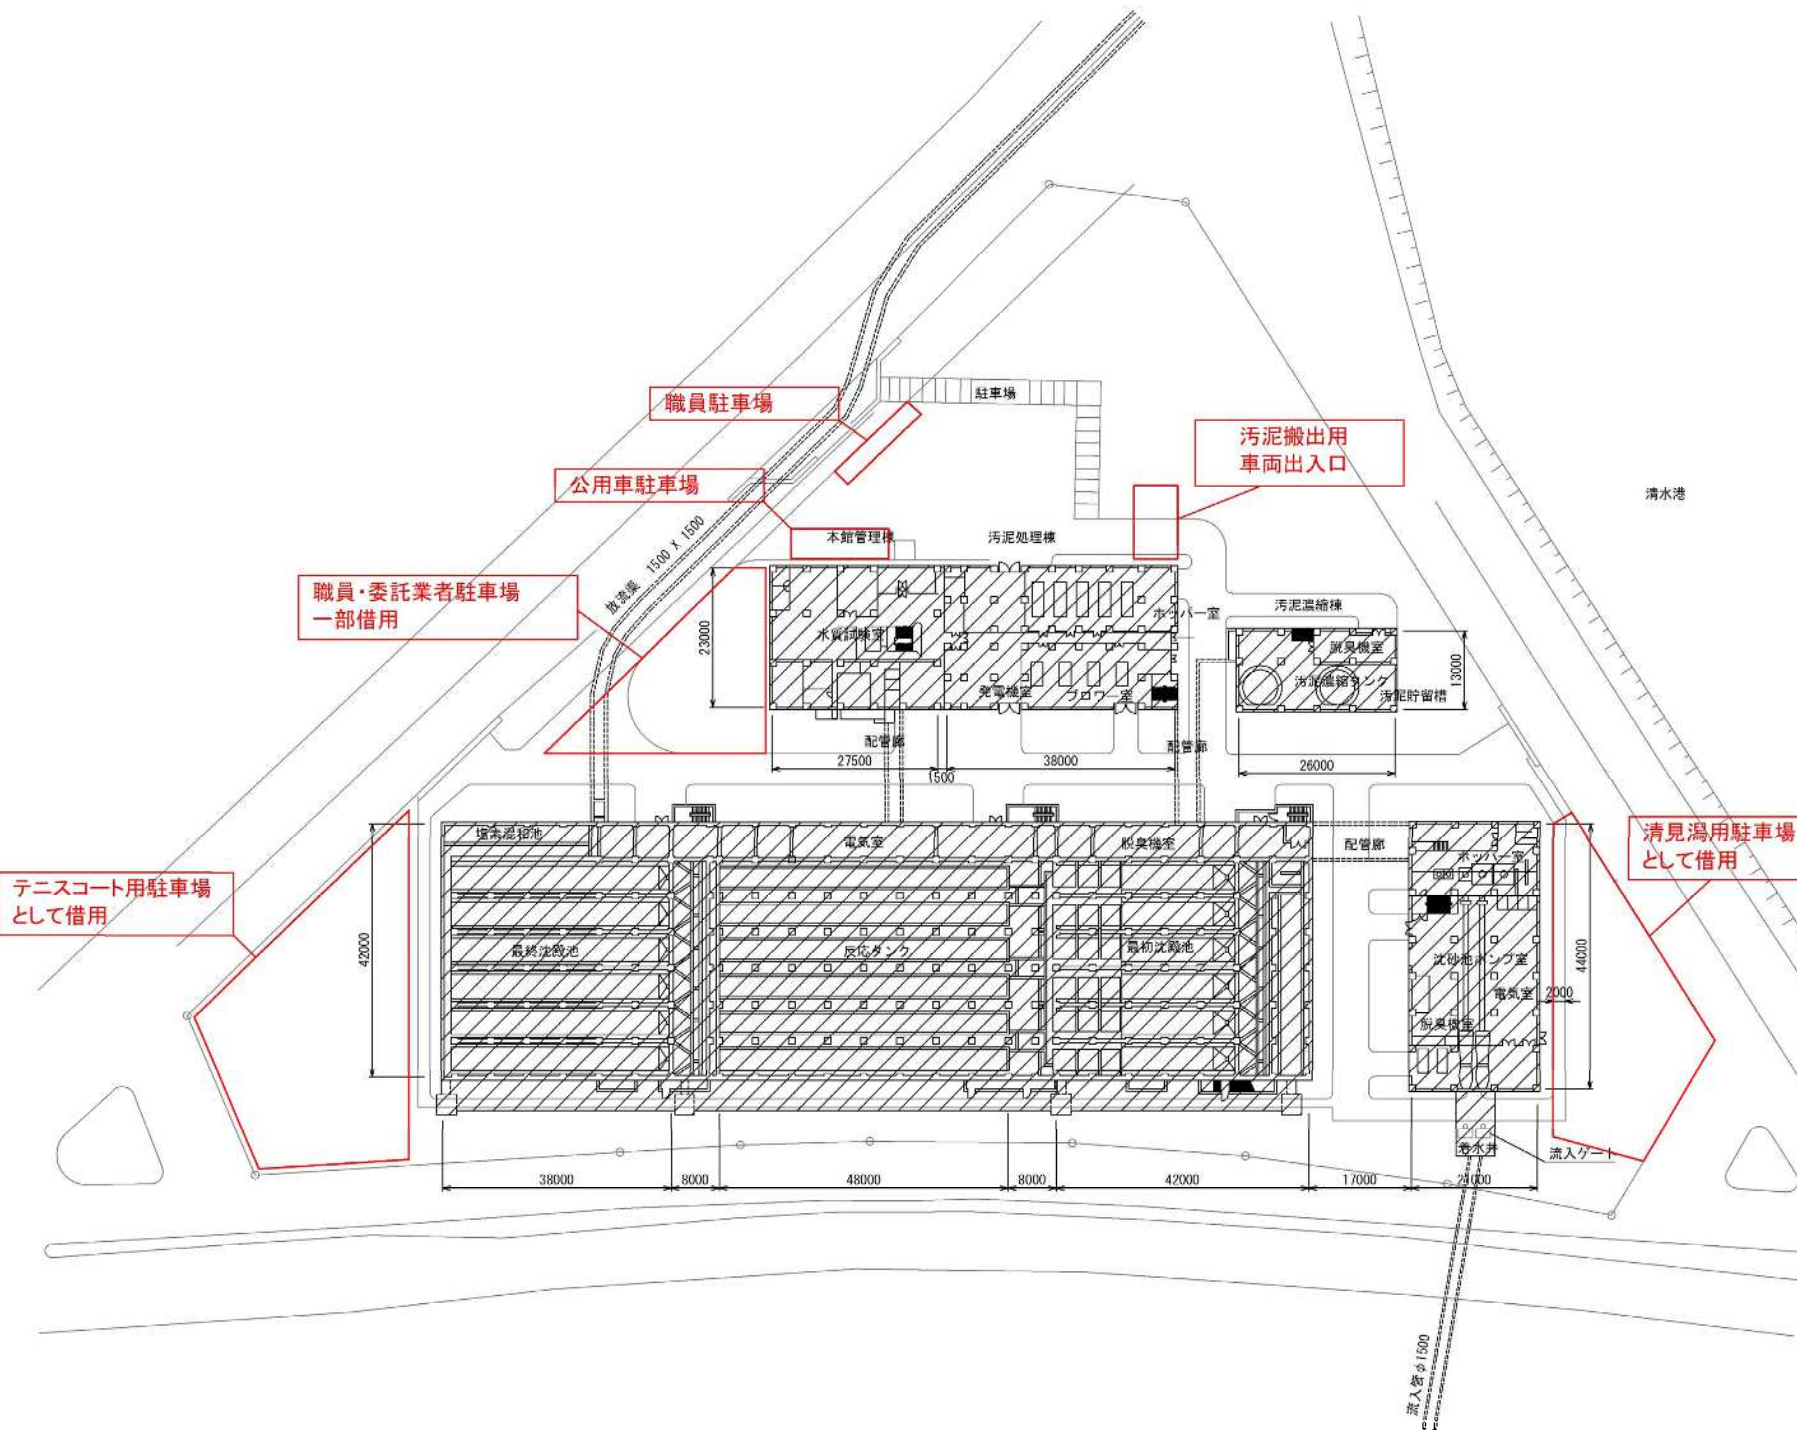 駐車場
職員駐車場
汚泥搬出用
車両出入口
公用車駐車場
清水港
本館管理棟
汚泥処理棟
放流渠 1500 X 1500
職員・委託業者駐車場
一部借用
汚泥濃縮棟
ホッパー室
水質試験室
23000
脱臭機室
13000
汚泥濃縮タンク
汚泥貯留槽
発電機室
ブロワー室
配管廊
配管廊
27500
1500
38000
26000
塩素混和池
電気室
脱臭機室
配管廊
ホッパー室
清見潟用駐車場
として借用
テニスコート用駐車場
として借用
42000
最終沈殿池
反応タンク
最初沈殿池
沈砂池ポンプ室
44000
電気室
2000
脱臭機室
着水井
流入ゲート
38000
8000
48000
8000
42000
17000
21000
流入管φ1500